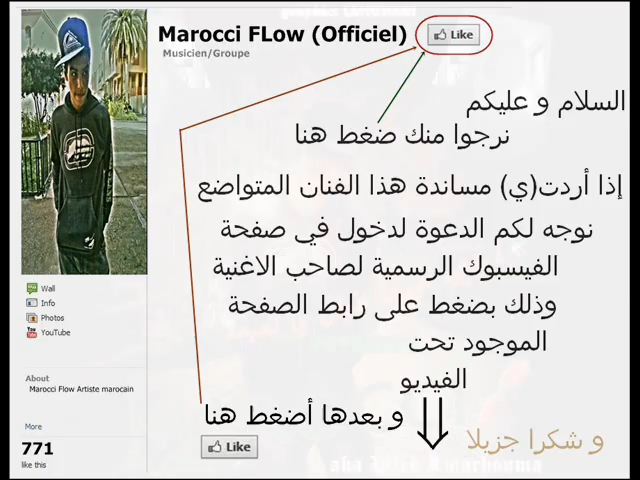 Marocci FLow (Officiel)
Like
Musicien/Groupe
السلام و عليكم
نرجوا منك ضغط هنا
إذا أردت(ي) مساندة هذا الفنان المتواضع
نوجه لكم الدعوة لدخول في صفحة
الفيسبوك الرسمية لصاحب الاغنية
وذلك بضغط على رابط الصفحة
الموجود تحت
الفيديو
و بعدها أضغط هنا
Like
و شكرا جزيلا
Wall
Info
Photos
YouTube
About
Marocci Flow Artiste marocain
More
771
like this